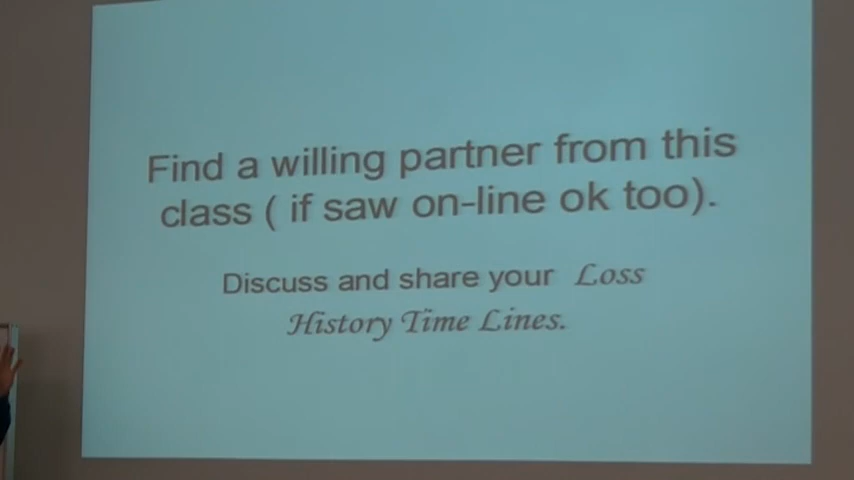 Find a willing partner from this
class ( if saw on-line ok too).
Discuss and share your Loss
History Time Lines.